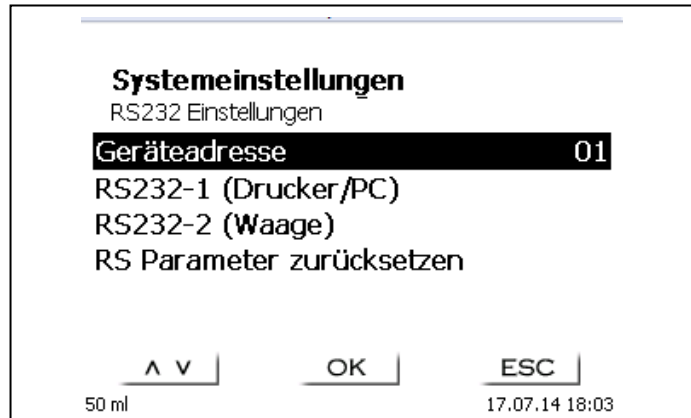 Systemeinstellungen
RS232 Einstellungen
Geräteadresse 01
RS232-1 (Drucker/PC)
RS232-2 (Waage)
RS Parameter zurücksetzen
∧ ∨ OK ESC
50 ml 17.07.14 18:03